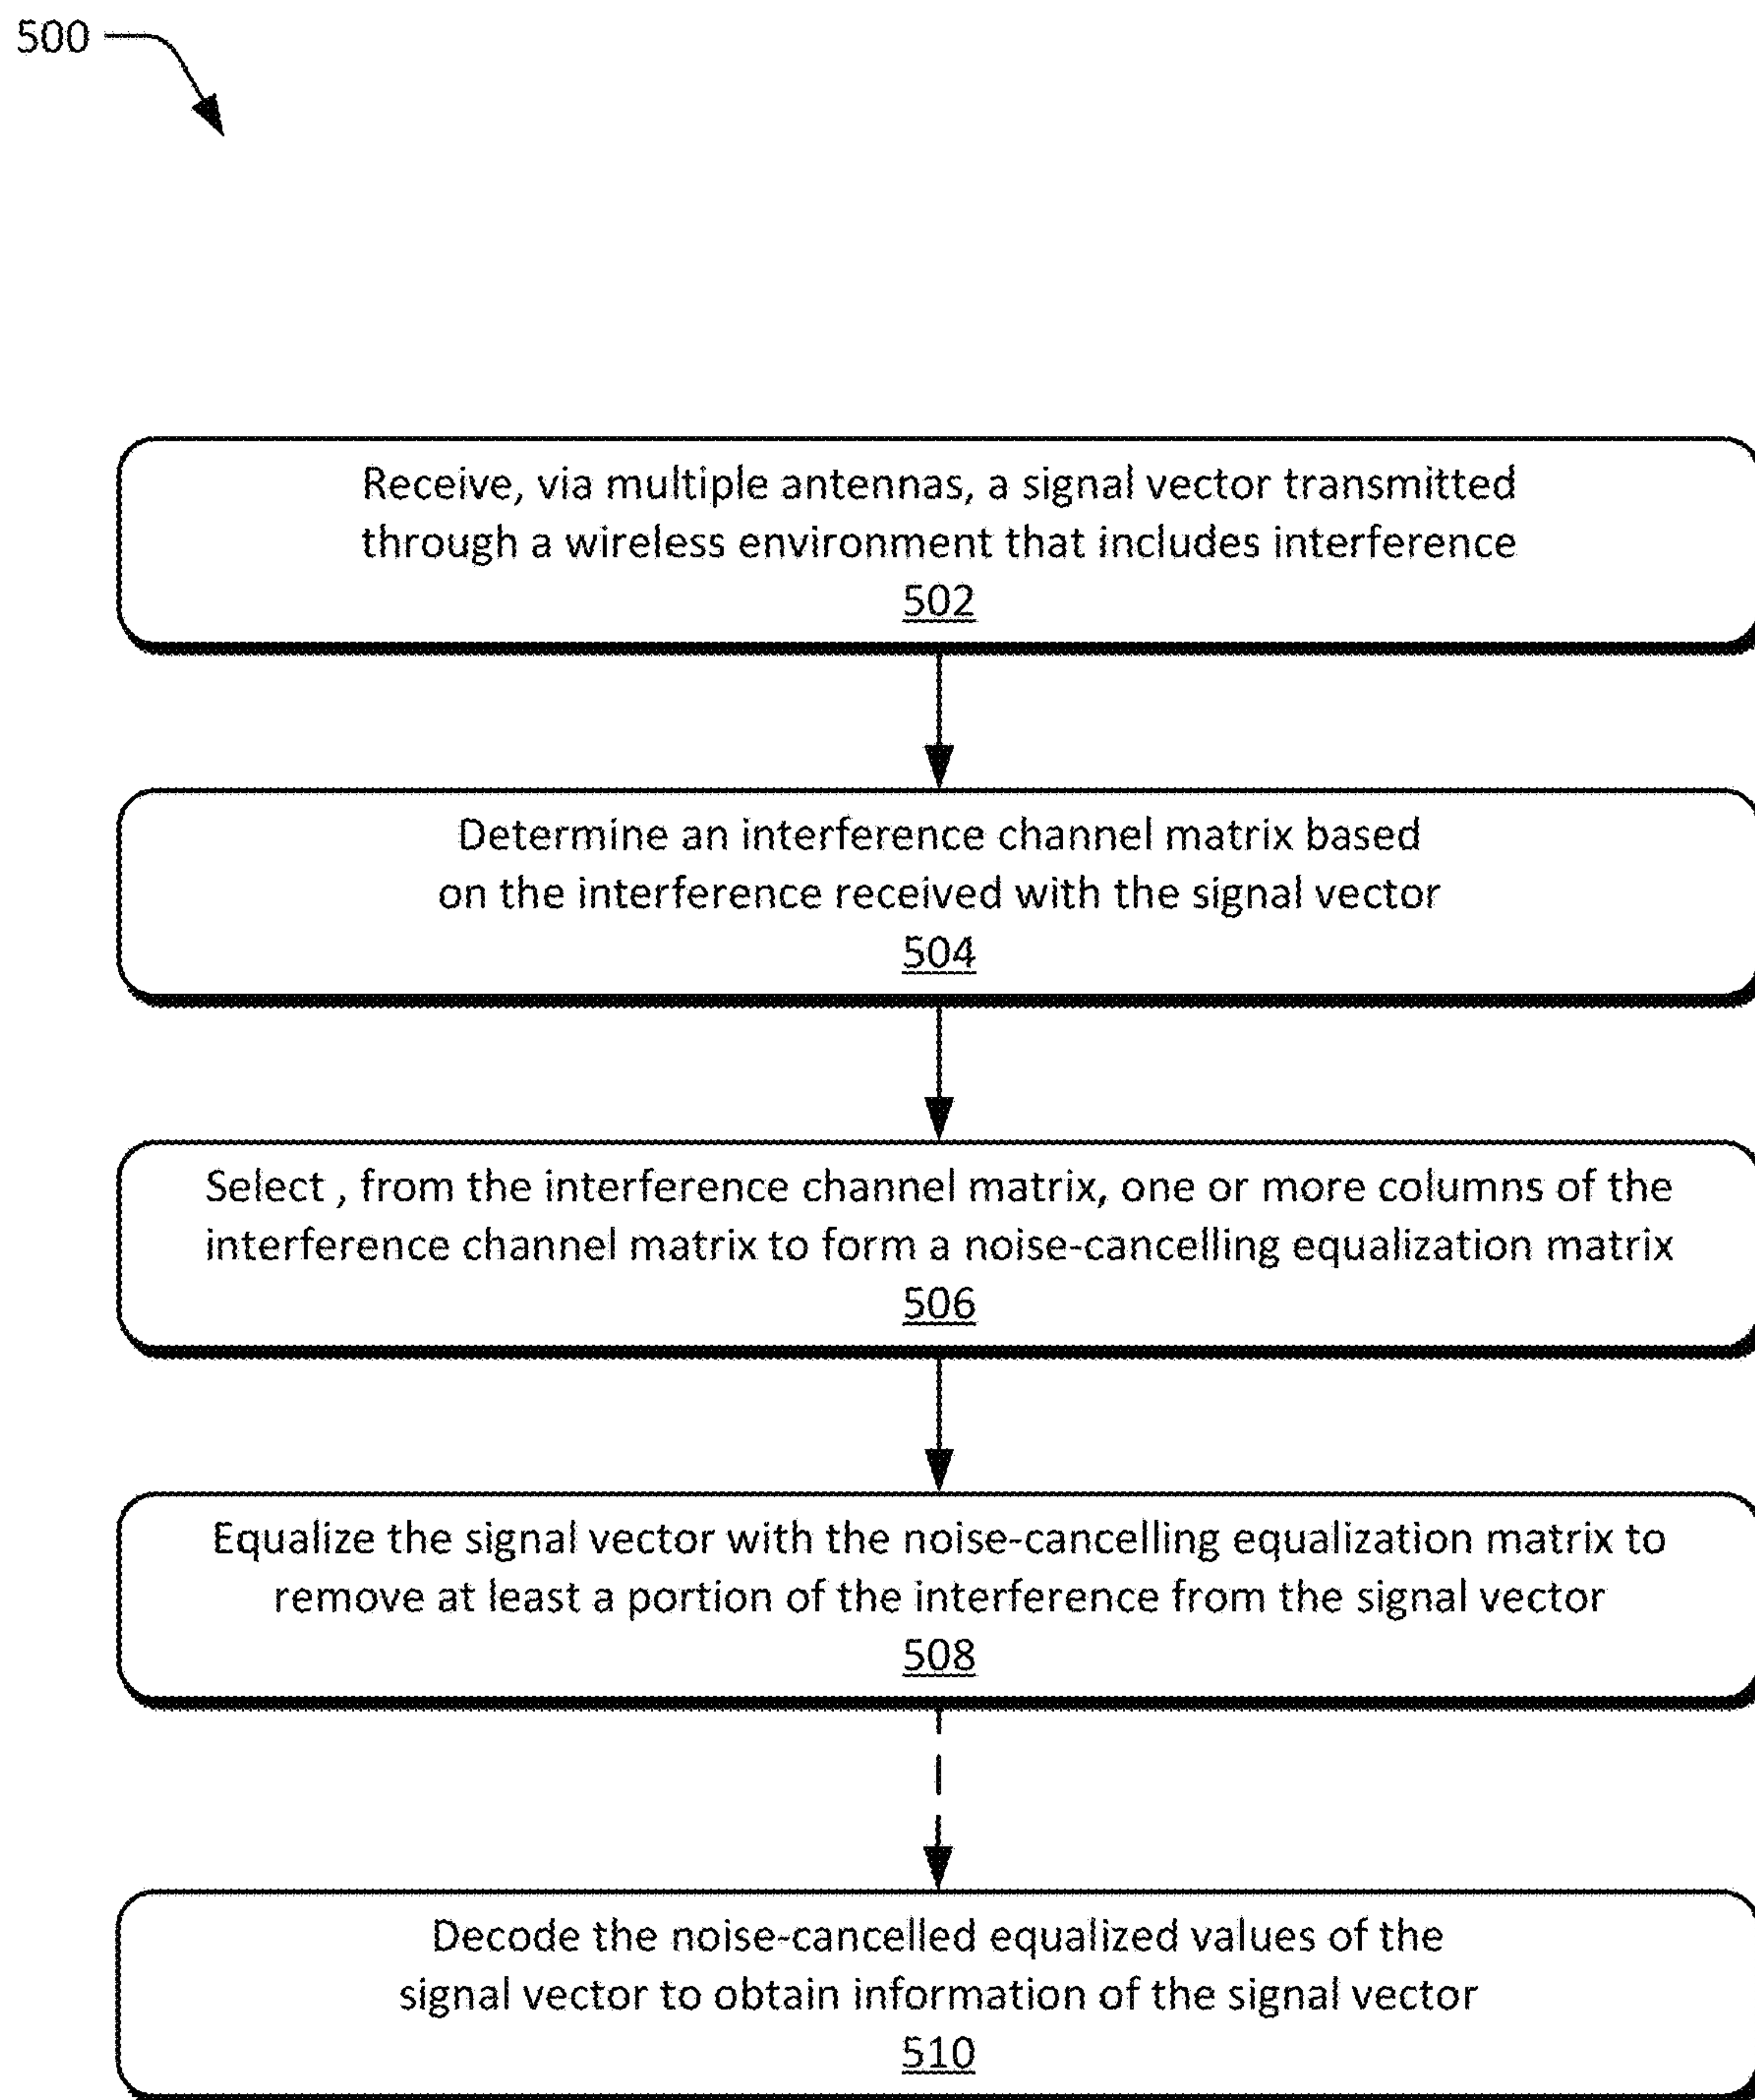 500
Receive, via multiple antennas, a signal vector transmitted
through a wireless environment that includes interference
502
Determine an interference channel matrix based
on the interference received with the signal vector
504
Select , from the interference channel matrix, one or more columns of the
interference channel matrix to form a noise-cancelling equalization matrix
506
Equalize the signal vector with the noise-cancelling equalization matrix to
remove at least a portion of the interference from the signal vector
508
Decode the noise-cancelled equalized values of the
signal vector to obtain information of the signal vector
510